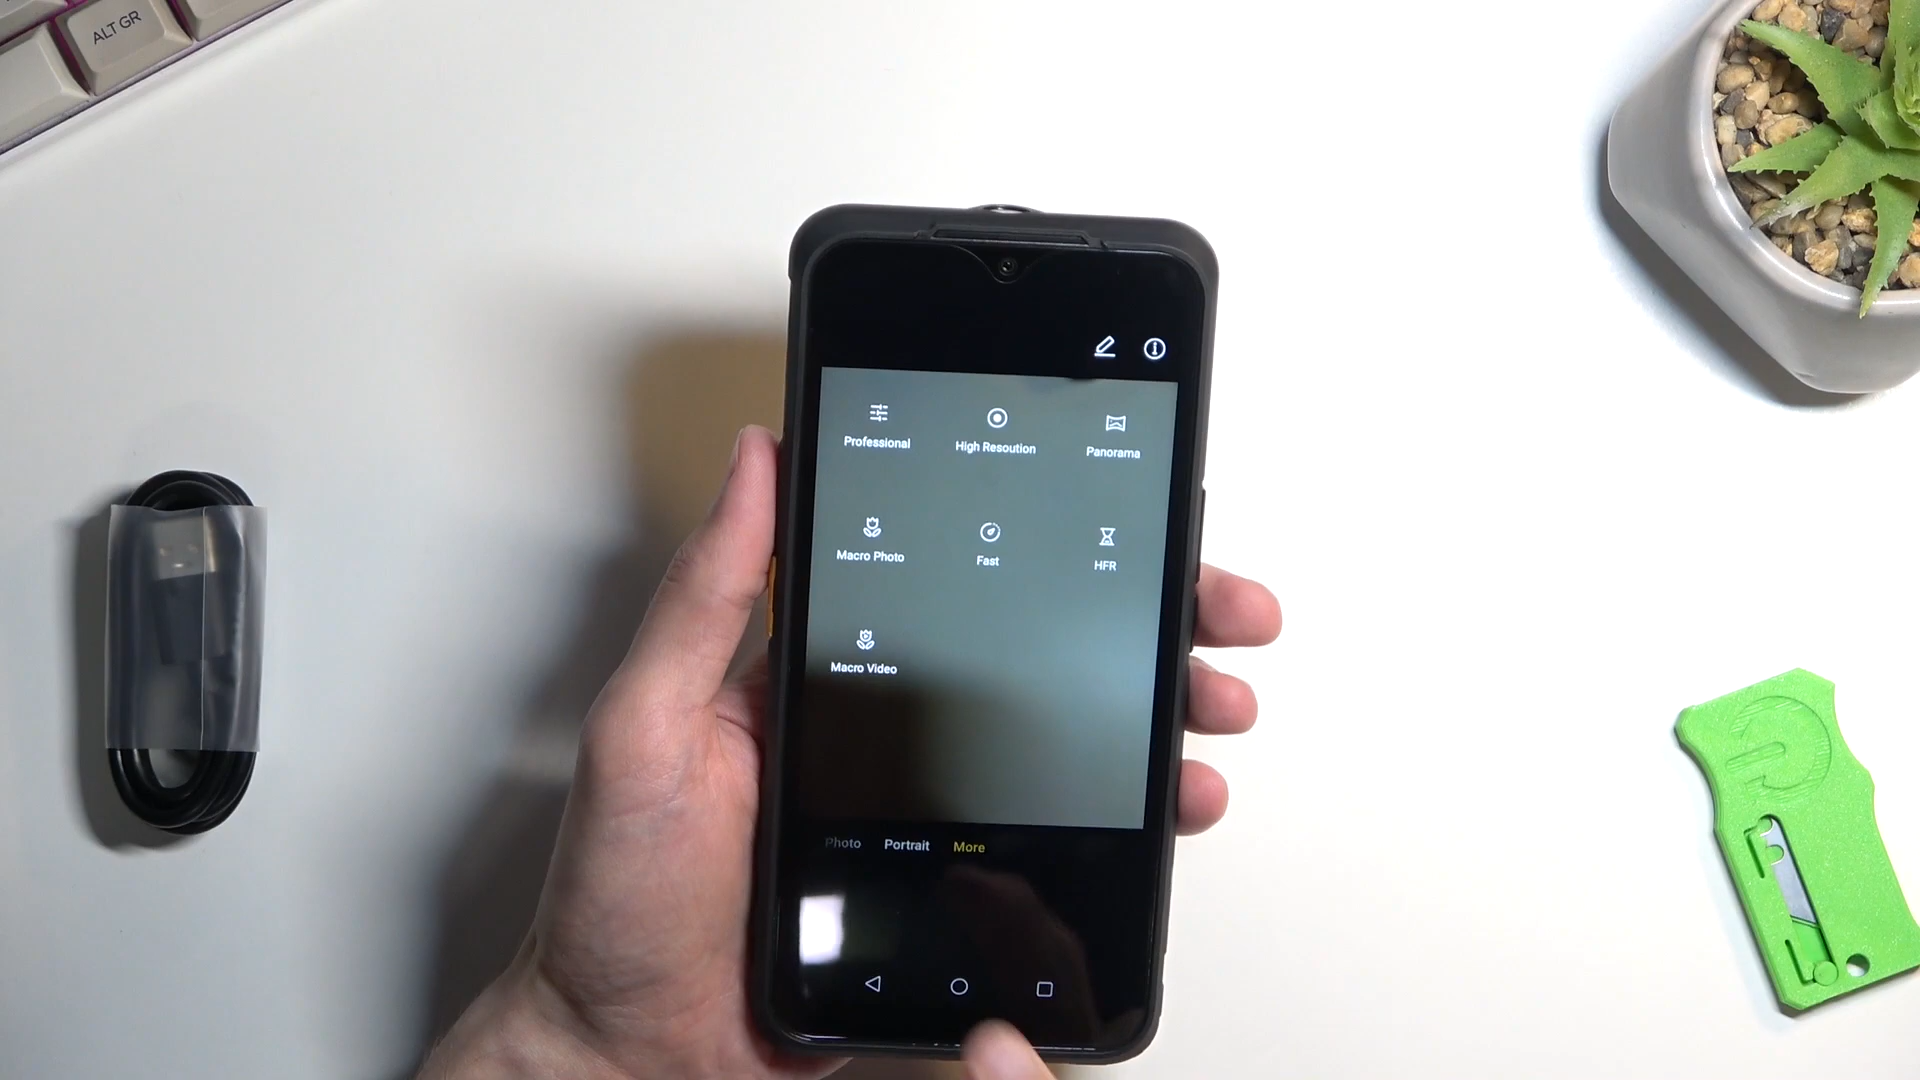 ALT GR
Professional
High Resoution
Panorama
Macro Photo
Fast
HFR
Macro Video
Photo
Portrait
More